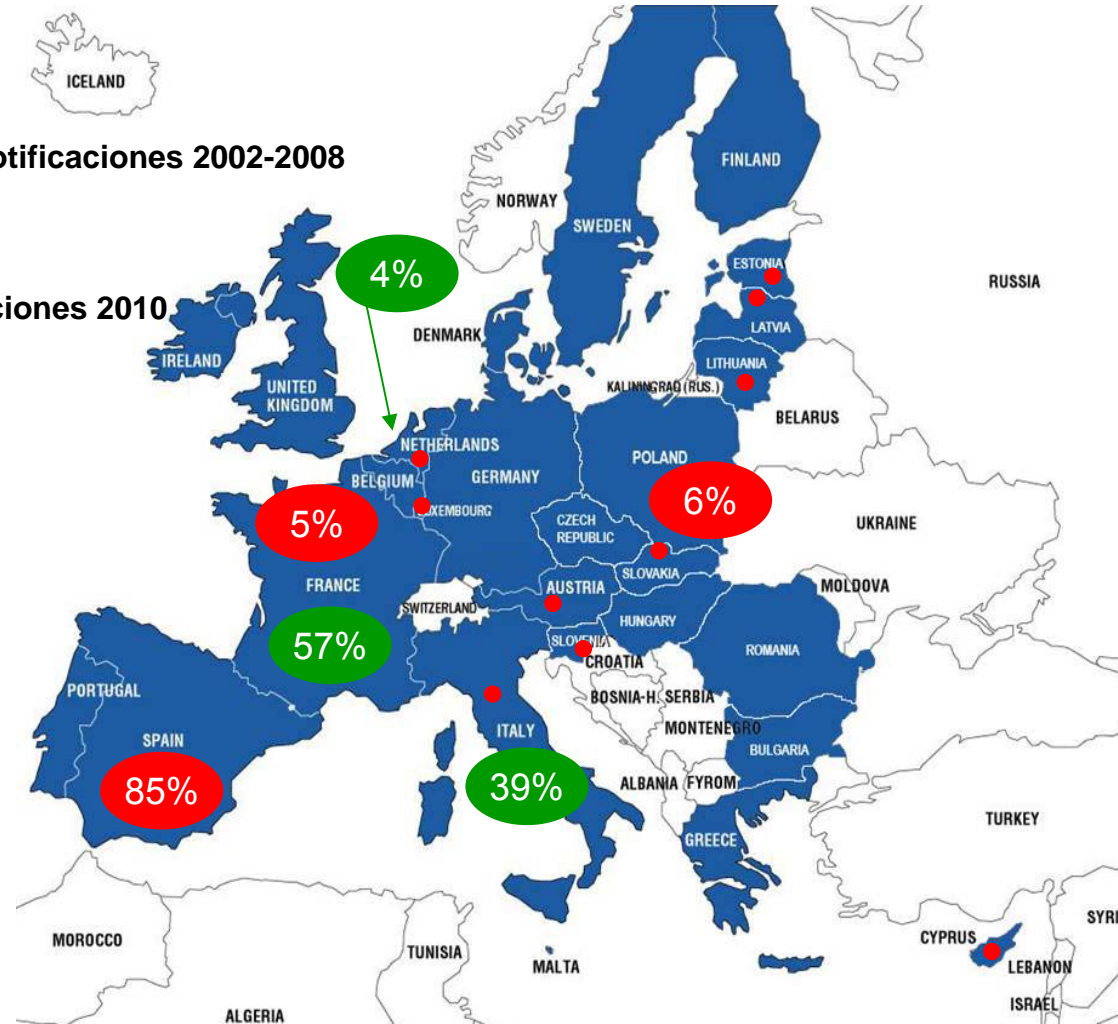 ICELAND
otificaciones 2002-2008
FINLAND
NORWAY
SWEDEN
4%
ESTONIA
RUSSIA
ciones 2010
LATVIA
DENMARK
IRELAND
LITHUANIA
KALININGRAD (RUS.)
UNITED
KINGDOM
BELARUS
NETHERLANDS
POLAND
GERMANY
BELGIUM
6%
LUXEMBOURG
5%
CZECH
REPUBLIC
UKRAINE
SLOVAKIA
FRANCE
AUSTRIA
MOLDOVA
SWITZERLAND
HUNGARY
57%
SLOVENIA
ROMANIA
CROATIA
PORTUGAL
BOSNIA-H.
SERBIA
ITALY
MONTENEGRO
SPAIN
BULGARIA
85%
39%
ALBANIA
FYROM
TURKEY
GREECE
SYRI
MOROCCO
CYPRUS
TUNISIA
MALTA
LEBANON
ISRAEL
ALGERIA